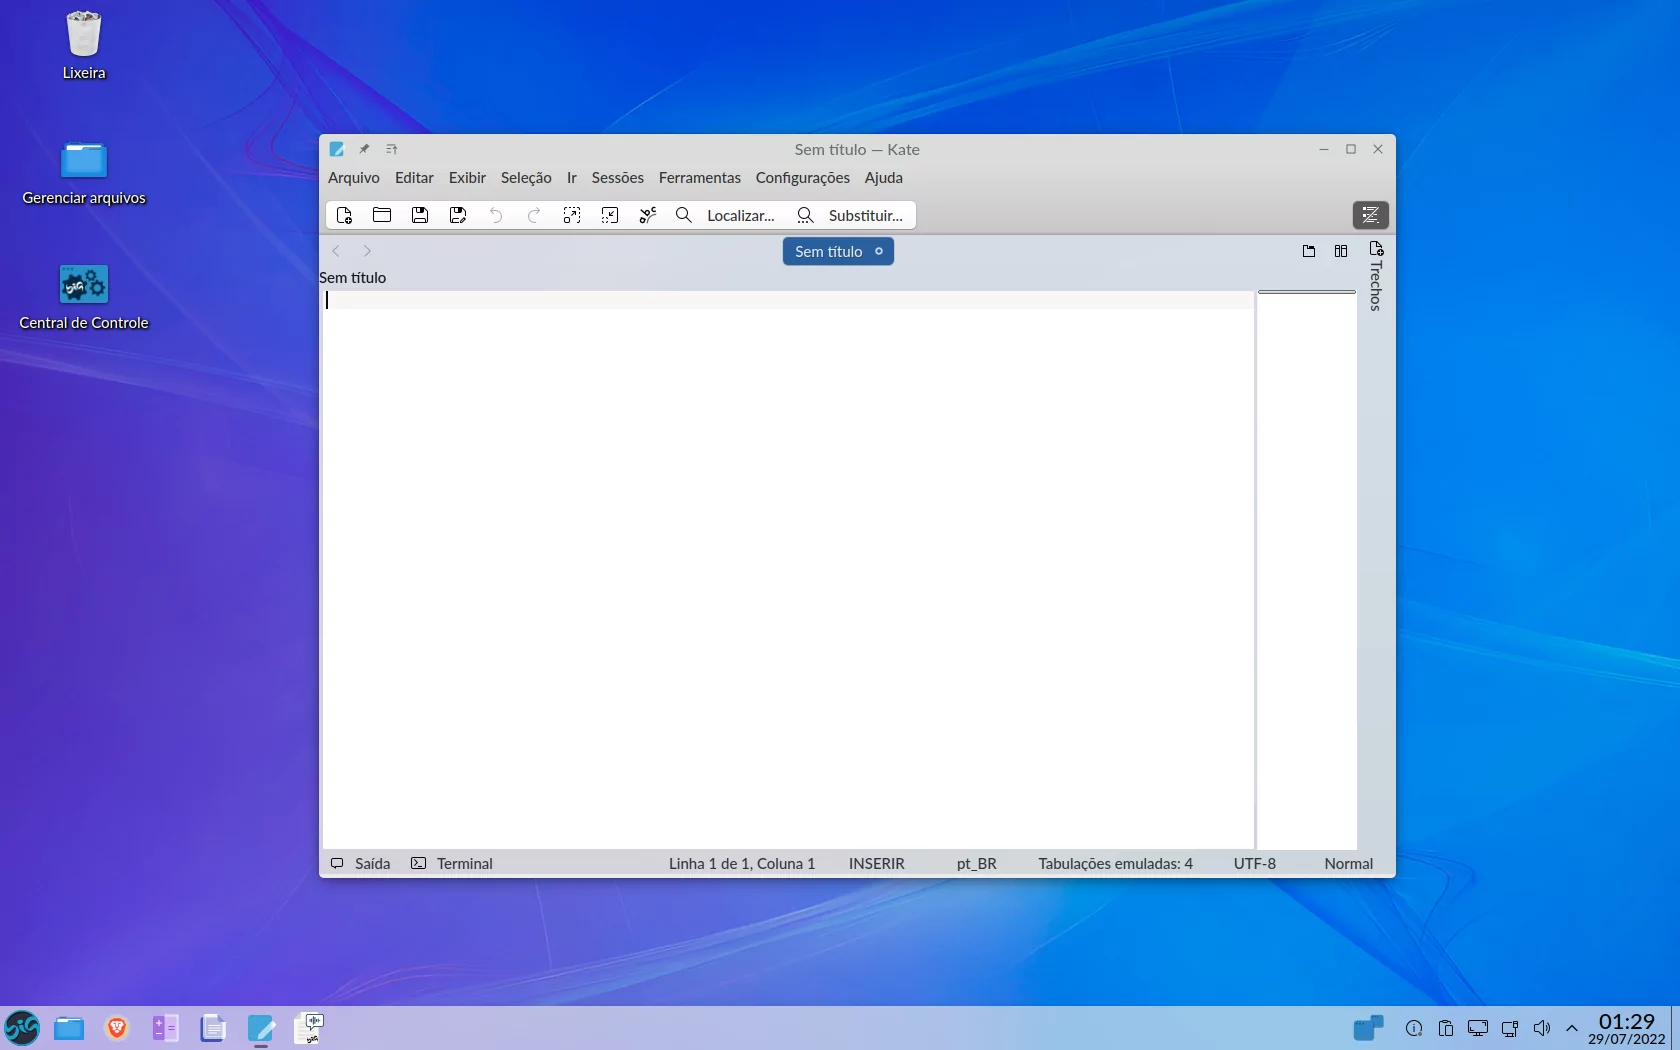 Lixeira
Gerenciar arquivos
Central de Controle
Sem título — Kate
Arquivo Editar Exibir Seleção Ir Sessões Ferramentas Configurações Ajuda
Localizar... Substituir...
Sem título
Sem título
Trechos
Saída Terminal Linha 1 de 1, Coluna 1 INSERIR pt_BR Tabulações emuladas: 4 UTF-8 Normal
01:29
29/07/2022